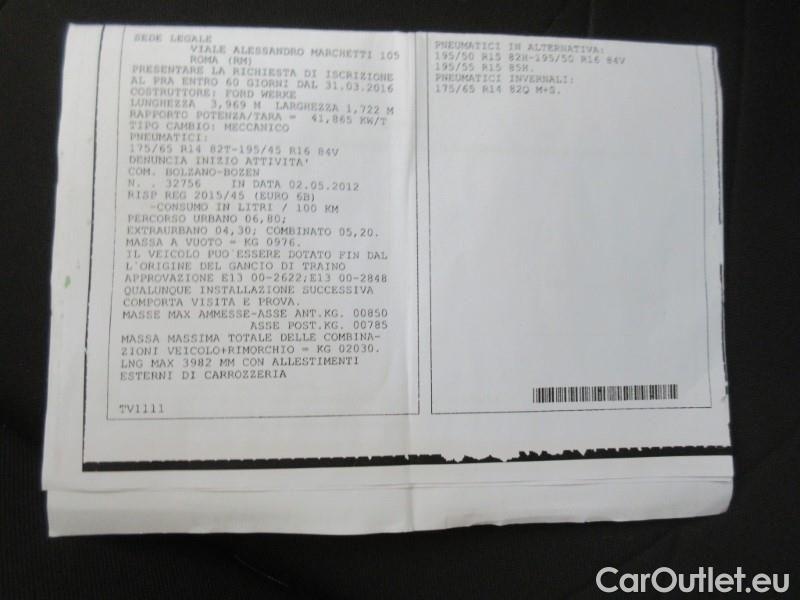 SEDE LEGALE
VIALE ALESSANDRO MARCHETTI 105
ROMA (RM)
PRESENTARE LA RICHIESTA DI ISCRIZIONE
AL PRA ENTRO 60 GIORNI DAL 31.03.2016
COSTRUTTORE: FORD WERKE
LUNGHEZZA 3,969 M LARGHEZZA 1,722 M
RAPPORTO POTENZA/TARA = 41,865 KW/T
TIPO CAMBIO: MECCANICO
PNEUMATICI:
175/65 R14 82T-195/45 R16 84V
DENUNCIA INIZIO ATTIVITA'
COM. BOLZANO-BOZEN
N. . 32756 IN DATA 02.05.2012
RISP REG 2015/45 (EURO 6B)
-CONSUMO IN LITRI / 100 KM
PERCORSO URBANO 06,80;
EXTRAURBANO 04,30; COMBINATO 05,20.
MASSA A VUOTO = KG 0976.
IL VEICOLO PUO'ESSERE DOTATO FIN DAL
L'ORIGINE DEL GANCIO DI TRAINO
APPROVAZIONE E13 00-2622;E13 00-2848
QUALUNQUE INSTALLAZIONE SUCCESSIVA
COMPORTA VISITA E PROVA.
MASSE MAX AMMESSE-ASSE ANT.KG. 00850
ASSE POST.KG. 00785
MASSA MASSIMA TOTALE DELLE COMBINA-
ZIONI VEICOLO+RIMORCHIO = KG 02030.
LNG MAX 3982 MM CON ALLESTIMENTI
ESTERNI DI CARROZZERIA
TV1111
PNEUMATICI IN ALTERNATIVA:
195/50 R15 82H-195/50 R16 84V
195/55 R15 85H.
PNEUMATICI INVERNALI:
175/65 R14 82Q M+S.
CarOutlet.eu